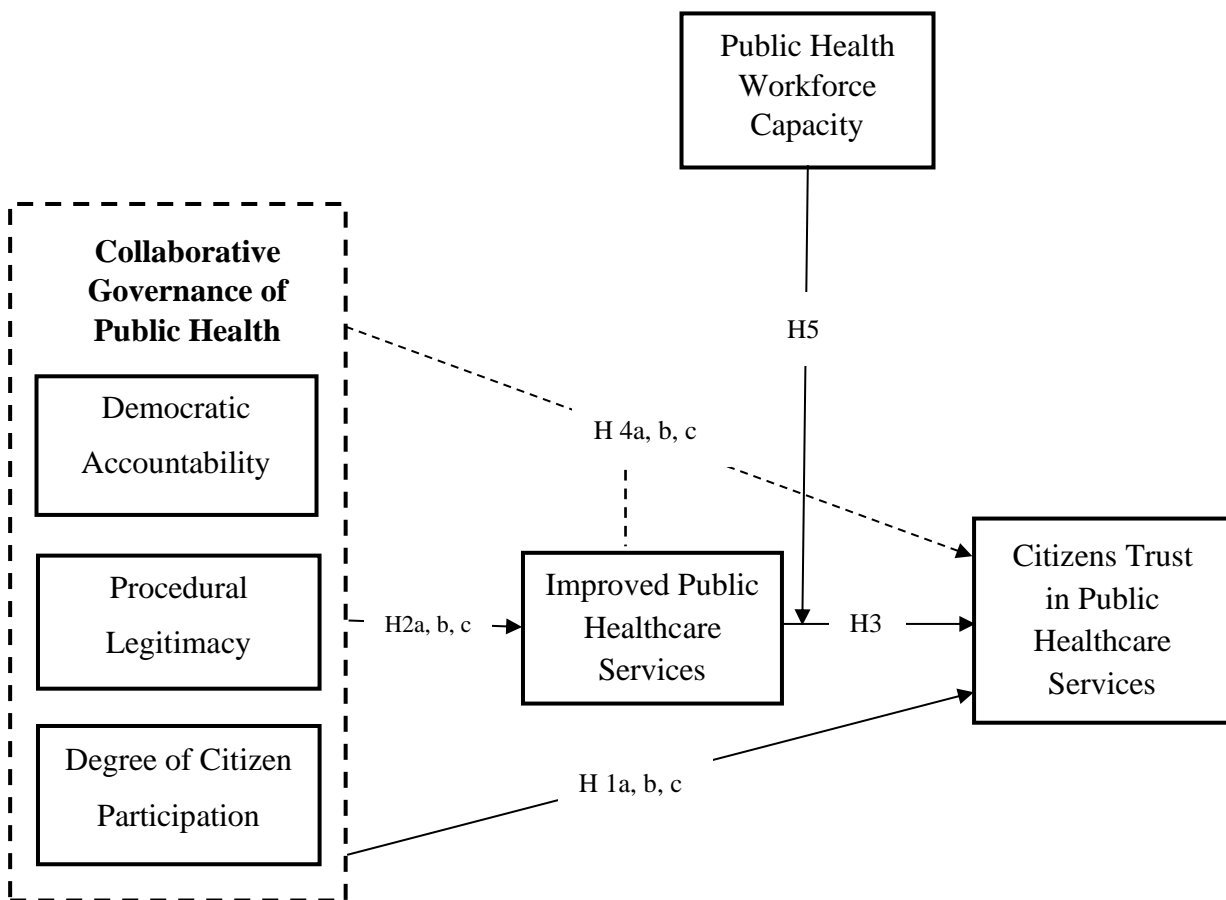 Public Health
Workforce
Capacity
Collaborative
Governance of
Public Health
H5
Democratic
Accountability
H 4a, b, c
Procedural
Legitimacy
H2a, b, c
Improved Public
Healthcare
Services
H3
Citizens Trust
in Public
Healthcare
Services
Degree of Citizen
Participation
H 1a, b, c